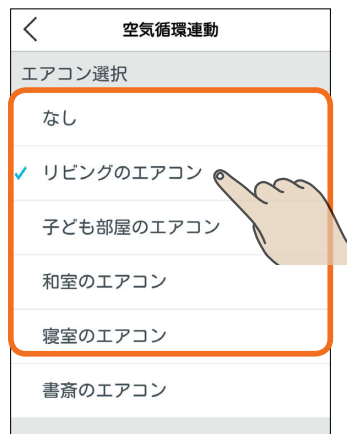 空気循環連動
エアコン選択
なし
リビングのエアコン
子ども部屋のエアコン
和室のエアコン
寝室のエアコン
書斎のエアコン